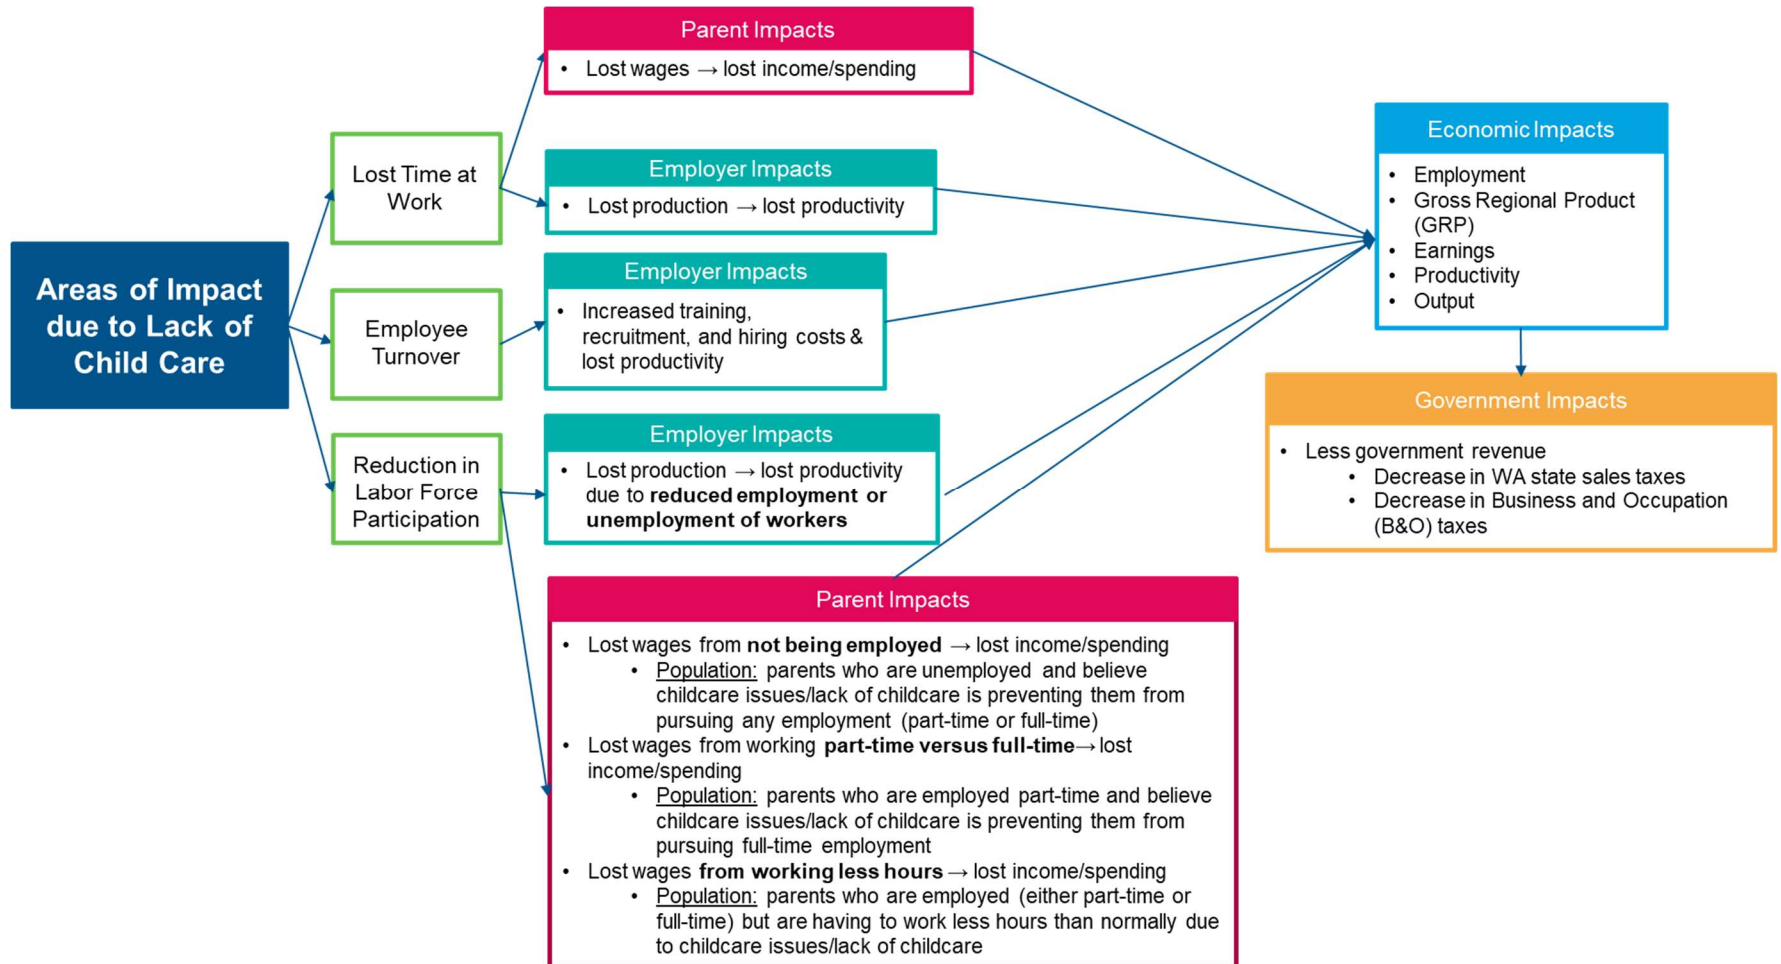 Areas of Impact
due to Lack of
Child Care
Lost Time at
Work
Employee
Turnover
Reduction in
Labor Force
Participation
Parent Impacts
• Lost wages → lost income/spending
Employer Impacts
• Lost production → lost productivity
Employer Impacts
• Increased training,
recruitment, and hiring costs &
lost productivity
Employer Impacts
• Lost production → lost productivity
due to reduced employment or
unemployment of workers
Parent Impacts
• Lost wages from not being employed → lost income/spending
• Population: parents who are unemployed and believe
childcare issues/lack of childcare is preventing them from
pursuing any employment (part-time or full-time)
• Lost wages from working part-time versus full-time→ lost
income/spending
• Population: parents who are employed part-time and believe
childcare issues/lack of childcare is preventing them from
pursuing full-time employment
• Lost wages from working less hours → lost income/spending
• Population: parents who are employed (either part-time or
full-time) but are having to work less hours than normally due
to childcare issues/lack of childcare
Economic Impacts
• Employment
• Gross Regional Product
(GRP)
• Earnings
• Productivity
• Output
Government Impacts
• Less government revenue
• Decrease in WA state sales taxes
• Decrease in Business and Occupation
(B&O) taxes